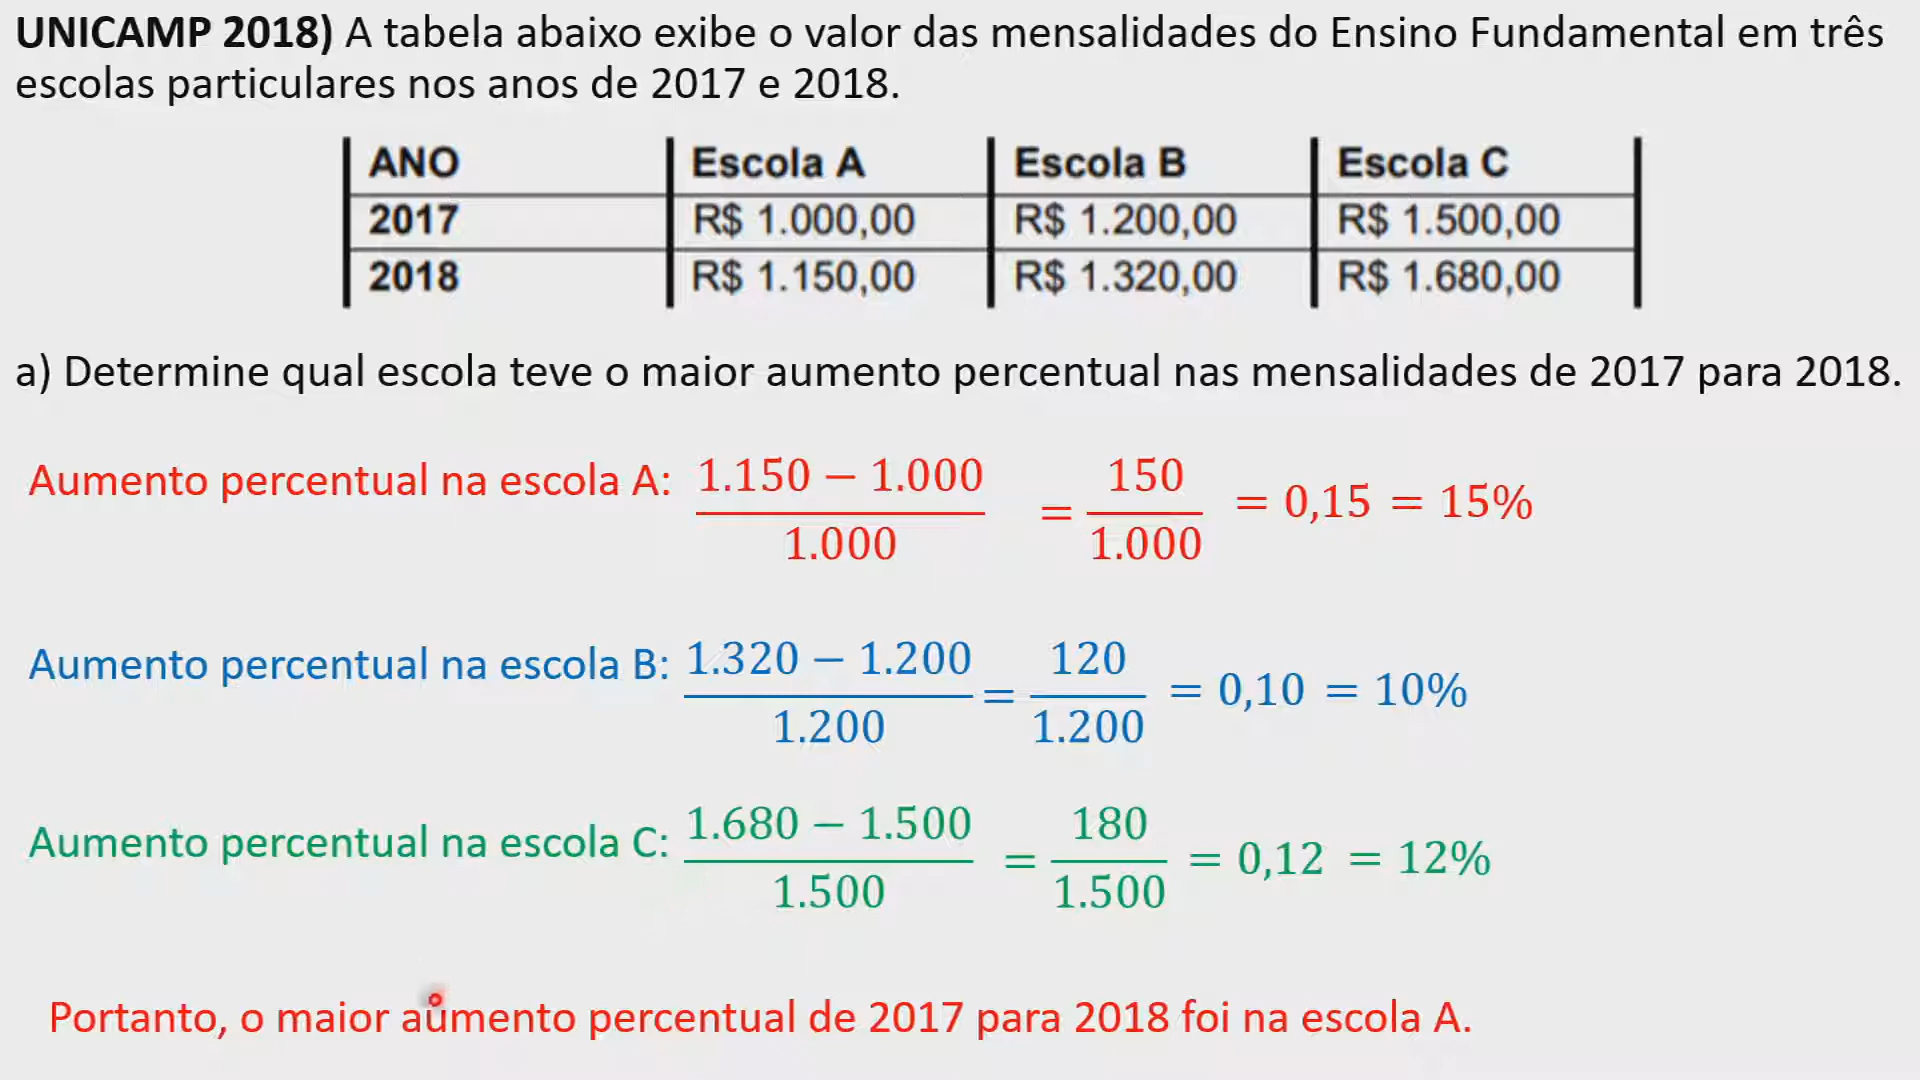 UNICAMP 2018) A tabela abaixo exibe o valor das mensalidades do Ensino Fundamental em três
escolas particulares nos anos de 2017 e 2018.
ANO Escola A Escola B Escola C
2017 R$ 1.000,00 R$ 1.200,00 R$ 1.500,00
2018 R$ 1.150,00 R$ 1.320,00 R$ 1.680,00
a) Determine qual escola teve o maior aumento percentual nas mensalidades de 2017 para 2018.
Aumento percentual na escola A: 1.150 − 1.000 / 1.000 = 150 / 1.000 = 0,15 = 15%
Aumento percentual na escola B: 1.320 − 1.200 / 1.200 = 120 / 1.200 = 0,10 = 10%
Aumento percentual na escola C: 1.680 − 1.500 / 1.500 = 180 / 1.500 = 0,12 = 12%
Portanto, o maior aumento percentual de 2017 para 2018 foi na escola A.